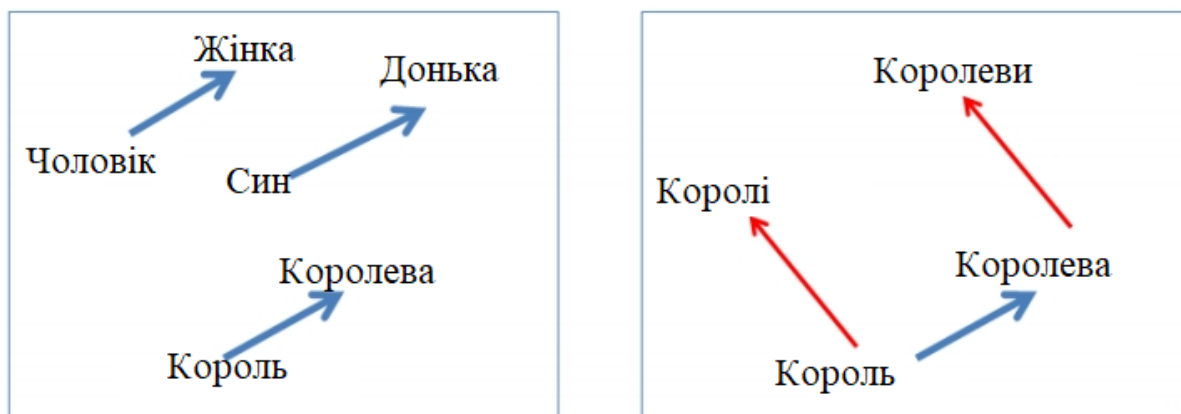 Жінка
Донька
Чоловік
Син
Королева
Король
Королеви
Королі
Королева
Король